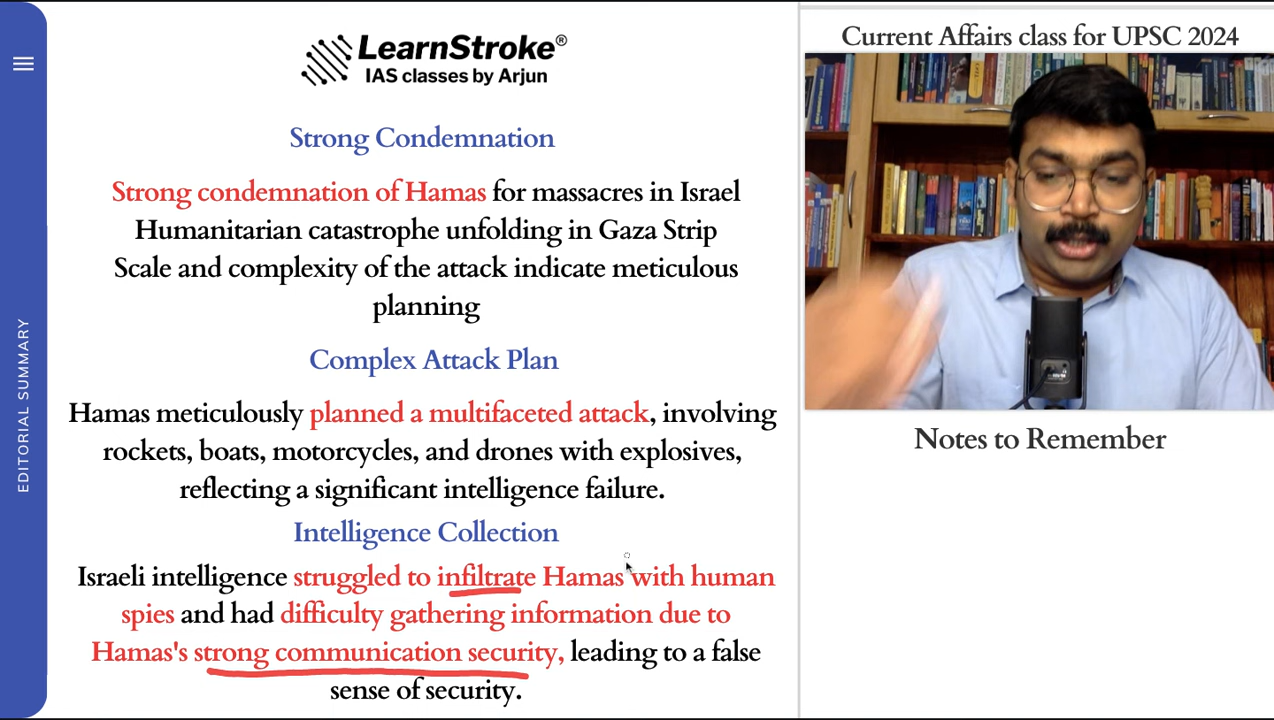 LearnStroke®
IAS classes by Arjun
Strong Condemnation
Strong condemnation of Hamas for massacres in Israel
Humanitarian catastrophe unfolding in Gaza Strip
Scale and complexity of the attack indicate meticulous
planning
Complex Attack Plan
Hamas meticulously planned a multifaceted attack, involving
rockets, boats, motorcycles, and drones with explosives,
reflecting a significant intelligence failure.
Intelligence Collection
Israeli intelligence struggled to infiltrate Hamas with human
spies and had difficulty gathering information due to
Hamas's strong communication security, leading to a false
sense of security.
EDITORIAL SUMMARY
Current Affairs class for UPSC 2024
Notes to Remember